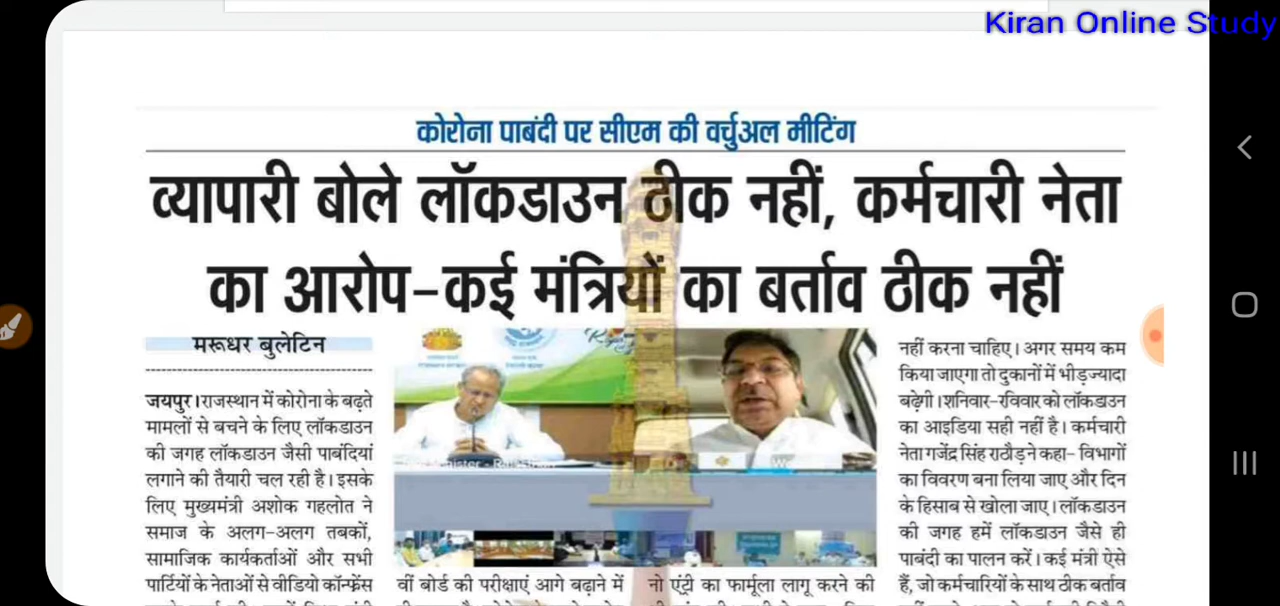 Kiran Online Study
कोरोना पाबंदी पर सीएम की वर्चुअल मीटिंग
व्यापारी बोले लॉकडाउन ठीक नहीं, कर्मचारी नेता
का आरोप-कई मंत्रियों का बर्ताव ठीक नहीं
मरूधर बुलेटिन
जयपुर। राजस्थान में कोरोना के बढ़ते
मामलों से बचने के लिए लॉकडाउन
की जगह लॉकडाउन जैसी पाबंदियां
लगाने की तैयारी चल रही है। इसके
लिए मुख्यमंत्री अशोक गहलोत ने
समाज के अलग-अलग तबकों,
सामाजिक कार्यकर्ताओं और सभी
पार्टियों के नेताओं से वीडियो कॉन्फ्रेंस
वीं बोर्ड की परीक्षाएं आगे बढ़ाने में
नो एंट्री का फार्मूला लागू करने की
नहीं करना चाहिए। अगर समय कम
किया जाएगा तो दुकानों में भीड़ ज्यादा
बढ़ेगी। शनिवार-रविवार को लॉकडाउन
का आइडिया सही नहीं है। कर्मचारी
नेता गजेंद्र सिंह राठौड़ ने कहा- विभागों
का विवरण बना लिया जाए और दिन
के हिसाब से खोला जाए। लॉकडाउन
की जगह हमें लॉकडाउन जैसे ही
पाबंदी का पालन करें। कई मंत्री ऐसे
हैं, जो कर्मचारियों के साथ ठीक बर्ताव